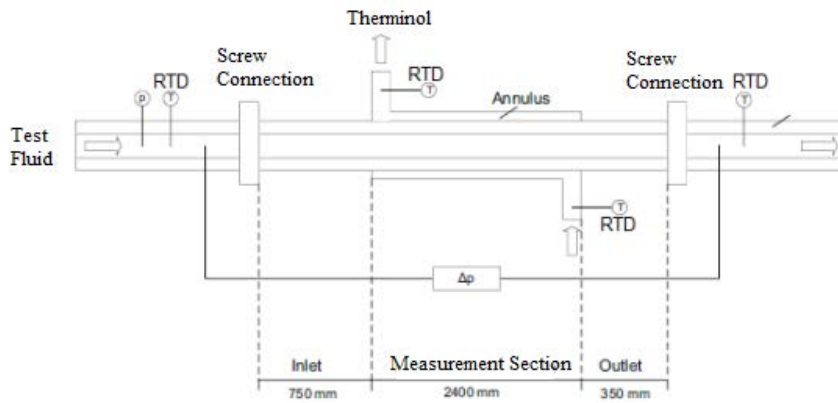 Therminol
Screw
Connection
RTD
T
Annulus
Screw
Connection
RTD
T
p
RTD
T
Test
Fluid
T
RTD
Δp
Inlet
Measurement Section
Outlet
750 mm
2400 mm
350 mm